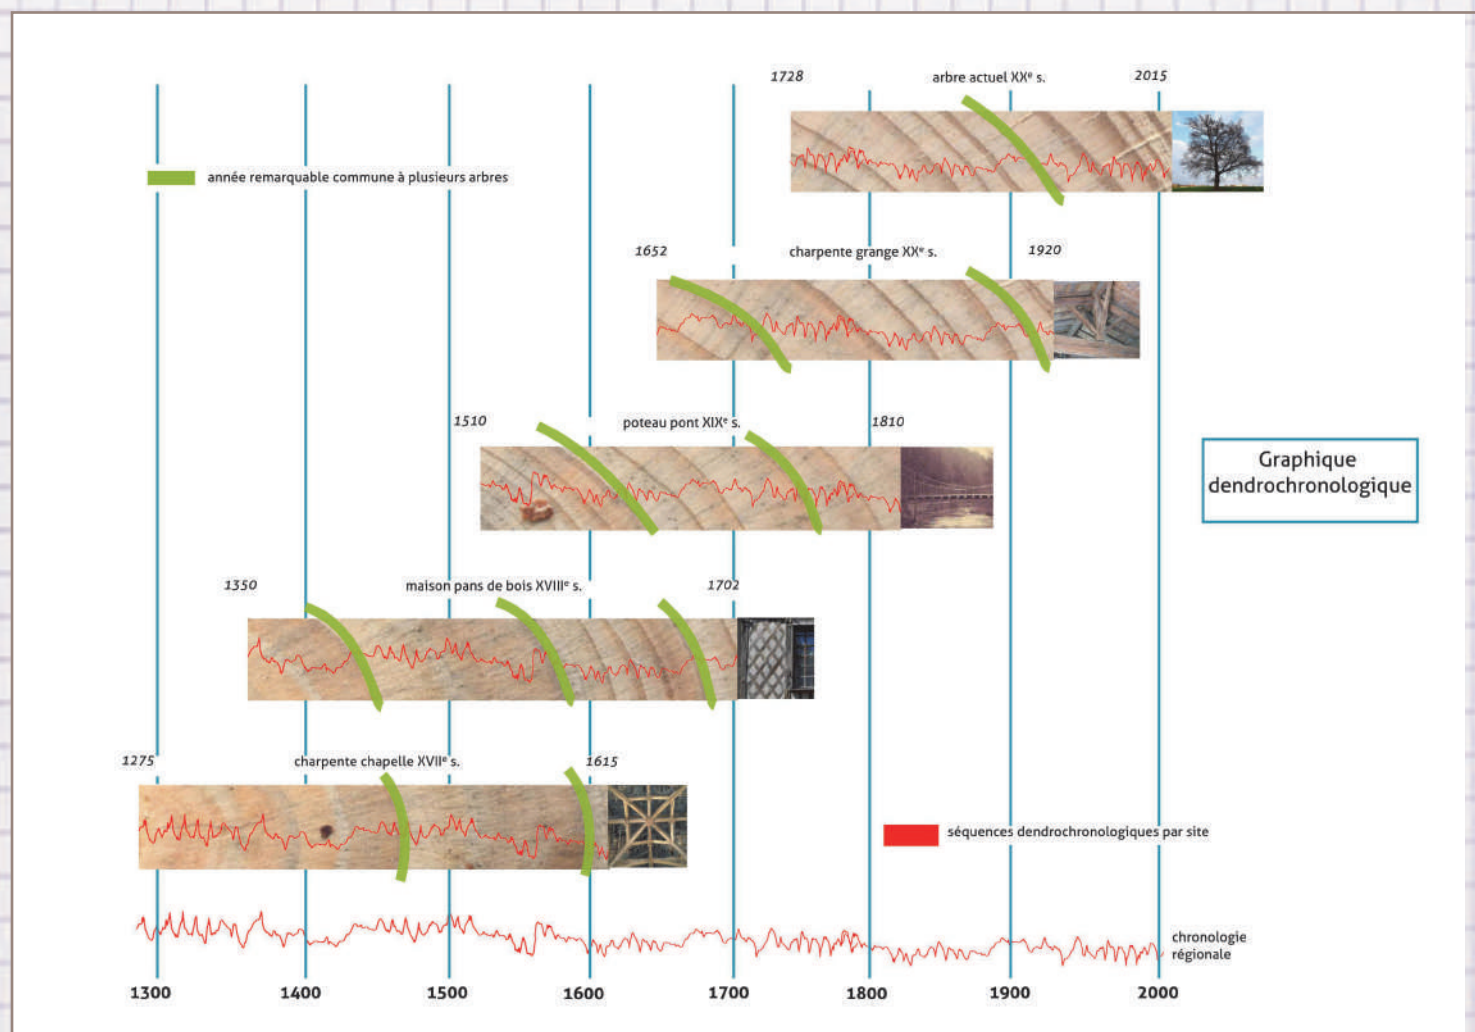 1728
arbre actuel XXᵉ s.
2015
année remarquable commune à plusieurs arbres
1652
charpente grange XXᵉ s.
1920
1510
poteau pont XIXᵉ s.
1810
Graphique
dendrochronologique
1350
maison pans de bois XVIIIᵉ s.
1702
1275
charpente chapelle XVIIᵉ s.
1615
séquences dendrochronologiques par site
chronologie
régionale
1300 1400 1500 1600 1700 1800 1900 2000